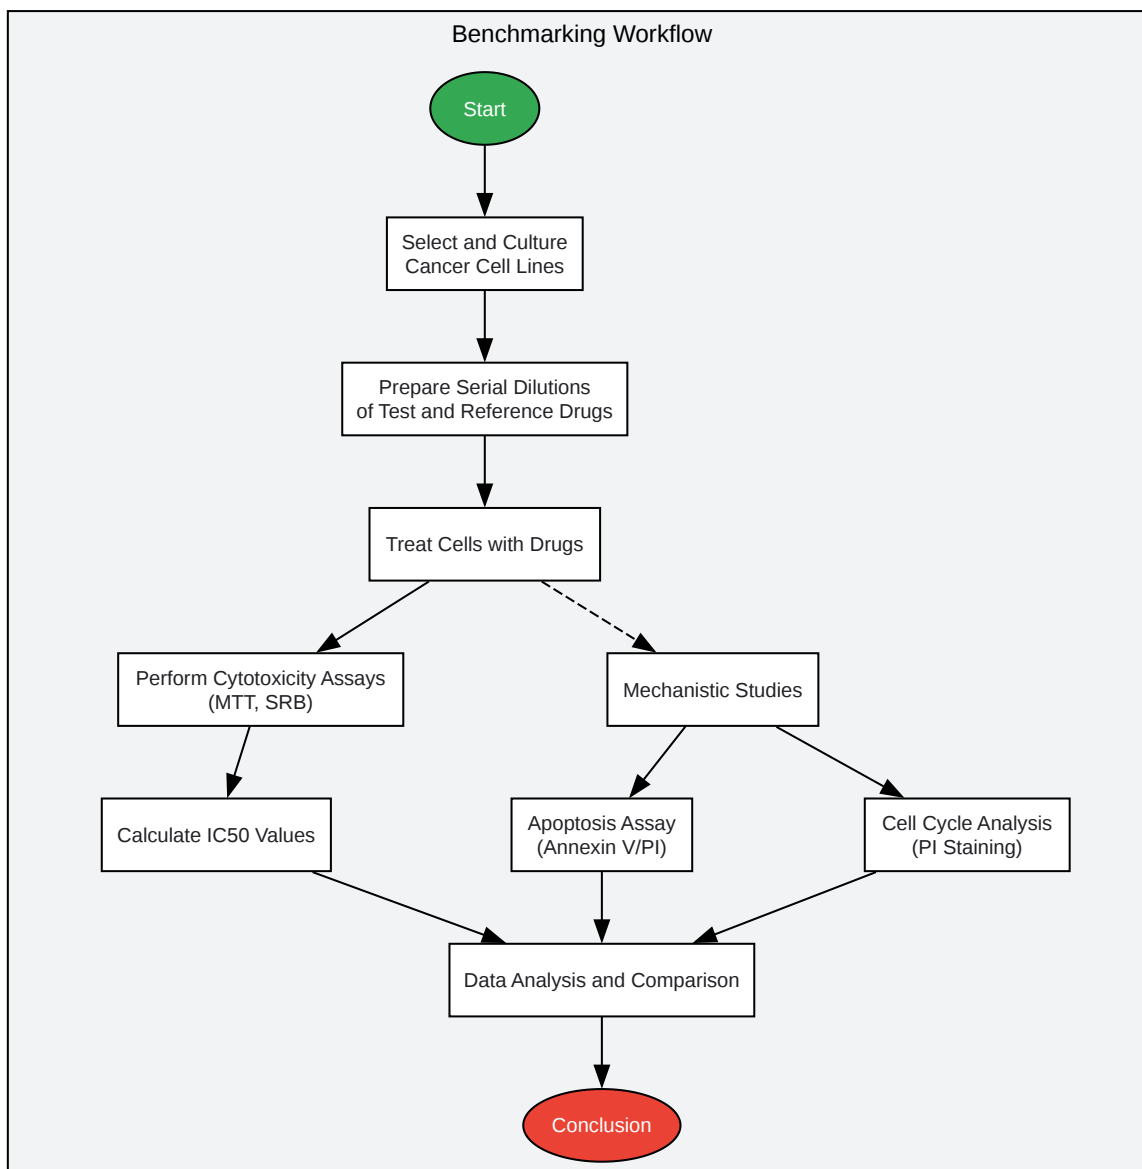 Benchmarking Workflow
Start
Select and Culture
Cancer Cell Lines
Prepare Serial Dilutions
of Test and Reference Drugs
Treat Cells with Drugs
Perform Cytotoxicity Assays
(MTT, SRB)
Mechanistic Studies
Calculate IC50 Values
Apoptosis Assay
(Annexin V/PI)
Cell Cycle Analysis
(PI Staining)
Data Analysis and Comparison
Conclusion